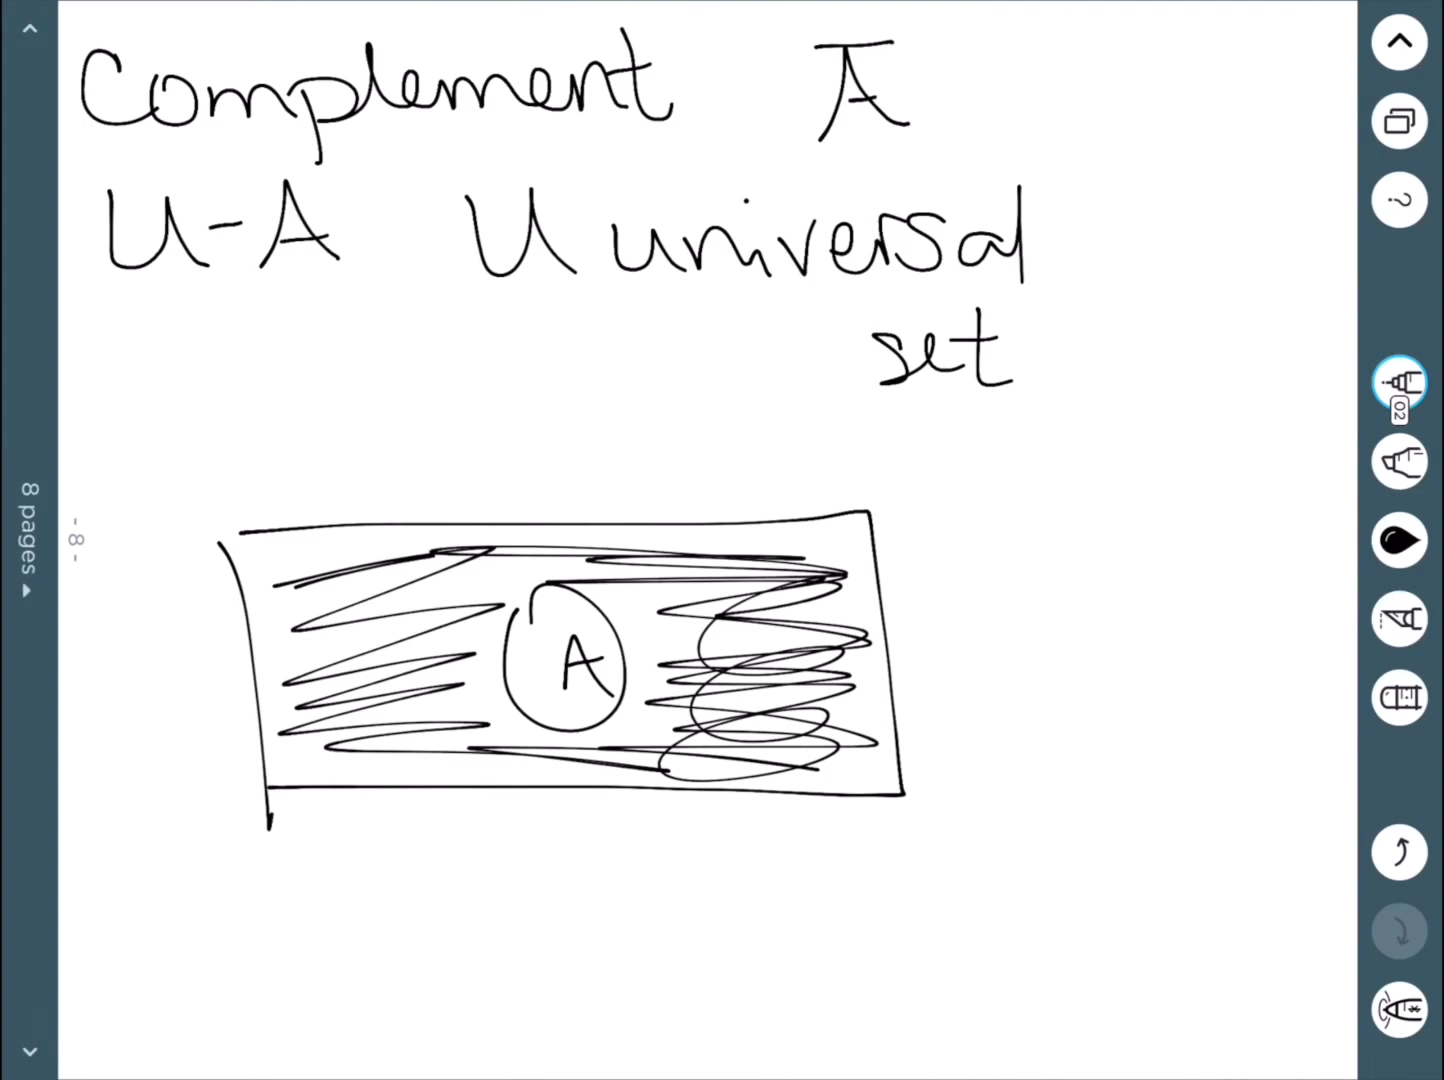 Complement Ā
U-A U universal
set
A
- 8 -
8 pages
?
02